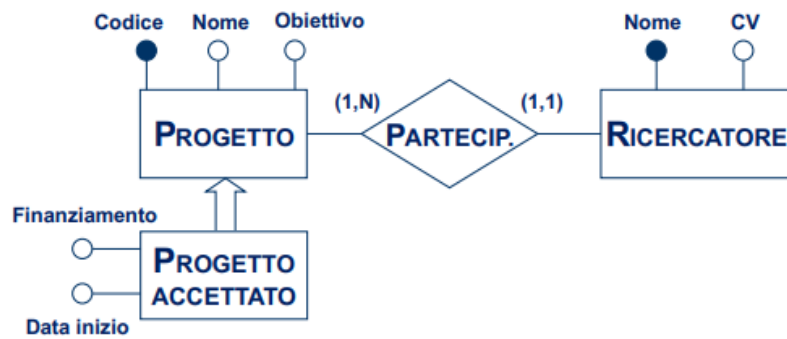 Codice Nome Obiettivo Nome CV
(1,N) (1,1)
PROGETTO PARTECIP. RICERCATORE
Finanziamento
PROGETTO
ACCETTATO
Data inizio